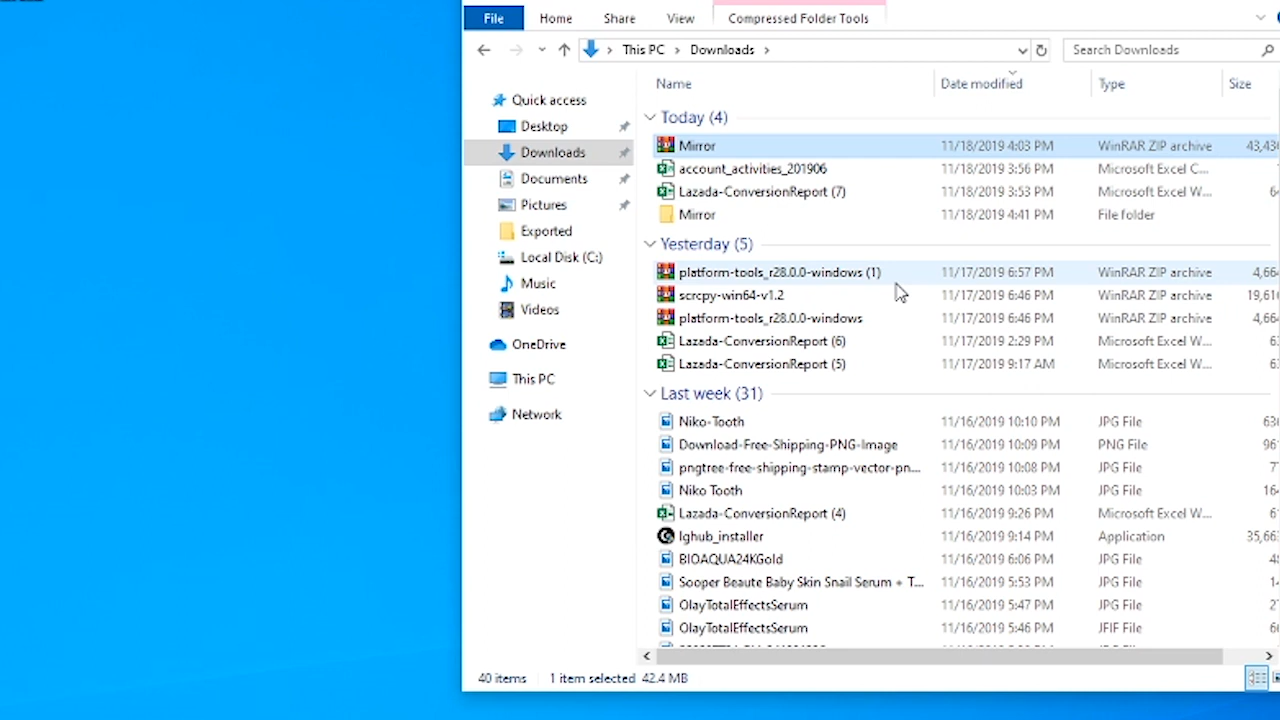 File Home Share View Compressed Folder Tools
This PC Downloads Search Downloads
Name Date modified Type Size
Quick access
Desktop
Downloads
Documents
Pictures
Exported
Local Disk (C:)
Music
Videos
OneDrive
This PC
Network
Today (4)
Mirror 11/18/2019 4:03 PM WinRAR ZIP archive
account_activities_201906 11/18/2019 3:56 PM Microsoft Excel C...
Lazada-ConversionReport (7) 11/18/2019 3:53 PM Microsoft Excel W...
Mirror 11/18/2019 4:41 PM File folder
Yesterday (5)
platform-tools_r28.0.0-windows (1) 11/17/2019 6:57 PM WinRAR ZIP archive
scrcpy-win64-v1.2 11/17/2019 6:46 PM WinRAR ZIP archive
platform-tools_r28.0.0-windows 11/17/2019 6:46 PM WinRAR ZIP archive
Lazada-ConversionReport (6) 11/17/2019 2:29 PM Microsoft Excel W...
Lazada-ConversionReport (5) 11/17/2019 9:17 AM Microsoft Excel W...
Last week (31)
Niko-Tooth 11/16/2019 10:10 PM JPG File
Download-Free-Shipping-PNG-Image 11/16/2019 10:09 PM PNG File
pngtree-free-shipping-stamp-vector-pn... 11/16/2019 10:08 PM JPG File
Niko Tooth 11/16/2019 10:03 PM JPG File
Lazada-ConversionReport (4) 11/16/2019 9:26 PM Microsoft Excel W...
lghub_installer 11/16/2019 9:14 PM Application
BIOAQUA24KGold 11/16/2019 6:06 PM JPG File
Sooper Beaute Baby Skin Snail Serum + T... 11/16/2019 5:53 PM JPG File
OlayTotalEffectsSerum 11/16/2019 5:47 PM JPG File
OlayTotalEffectsSerum 11/16/2019 5:46 PM JFIF File
40 items 1 item selected 42.4 MB